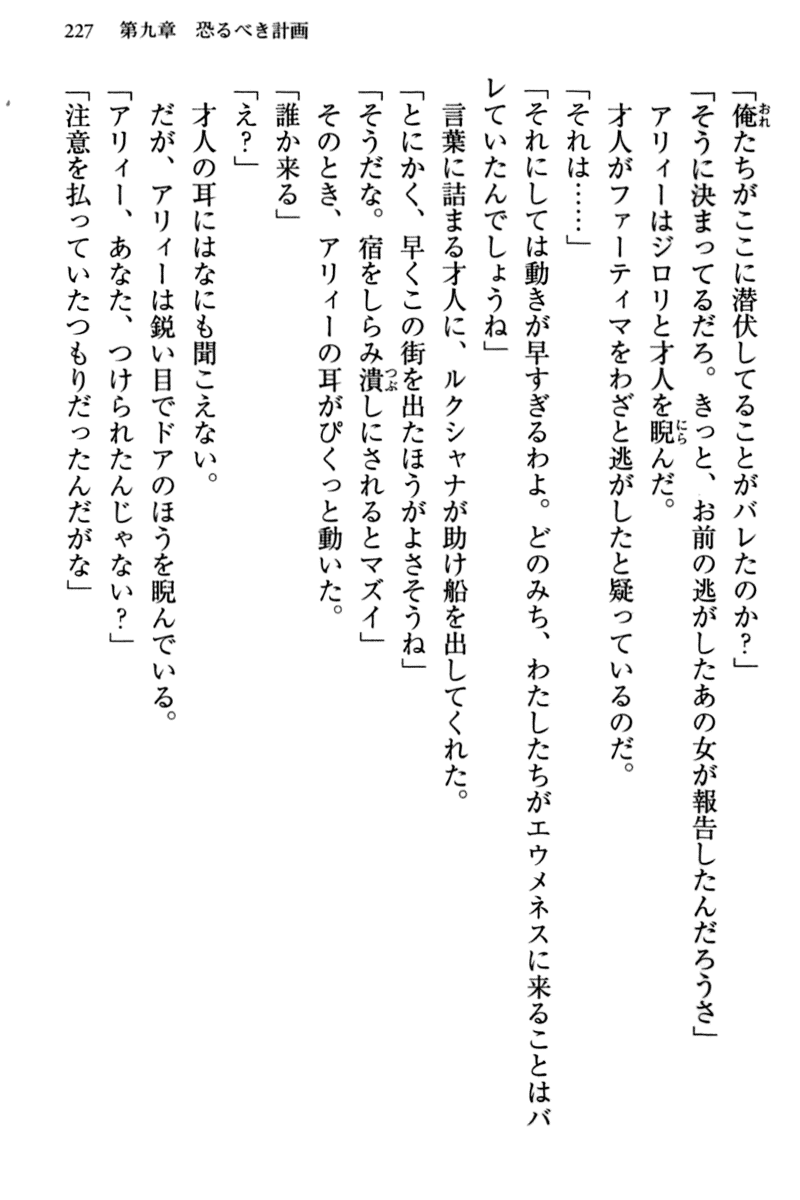 227　第九章　恐るべき計画
「俺たちがここに潜伏してることがバレたのか？」
「そうに決まってるだろ。きっと、お前の逃がしたあの女が報告したんだろうさ」
　アリィーはジロリと才人を睨んだ。
　才人がファーティマをわざと逃がしたと疑っているのだ。
「それは……」
「それにしては動きが早すぎるわよ。どのみち、わたしたちがエウメネスに来ることはバ
レていたんでしょうね」
　言葉に詰まる才人に、ルクシャナが助け船を出してくれた。
「とにかく、早くこの街を出たほうがよさそうね」
「そうだな。宿をしらみ潰しにされるとマズイ」
　そのとき、アリィーの耳がぴくっと動いた。
「誰か来る」
「え？」
　才人の耳にはなにも聞こえない。
　だが、アリィーは鋭い目でドアのほうを睨んでいる。
「アリィー、あなた、つけられたんじゃない？」
「注意を払っていたつもりだったんだがな」